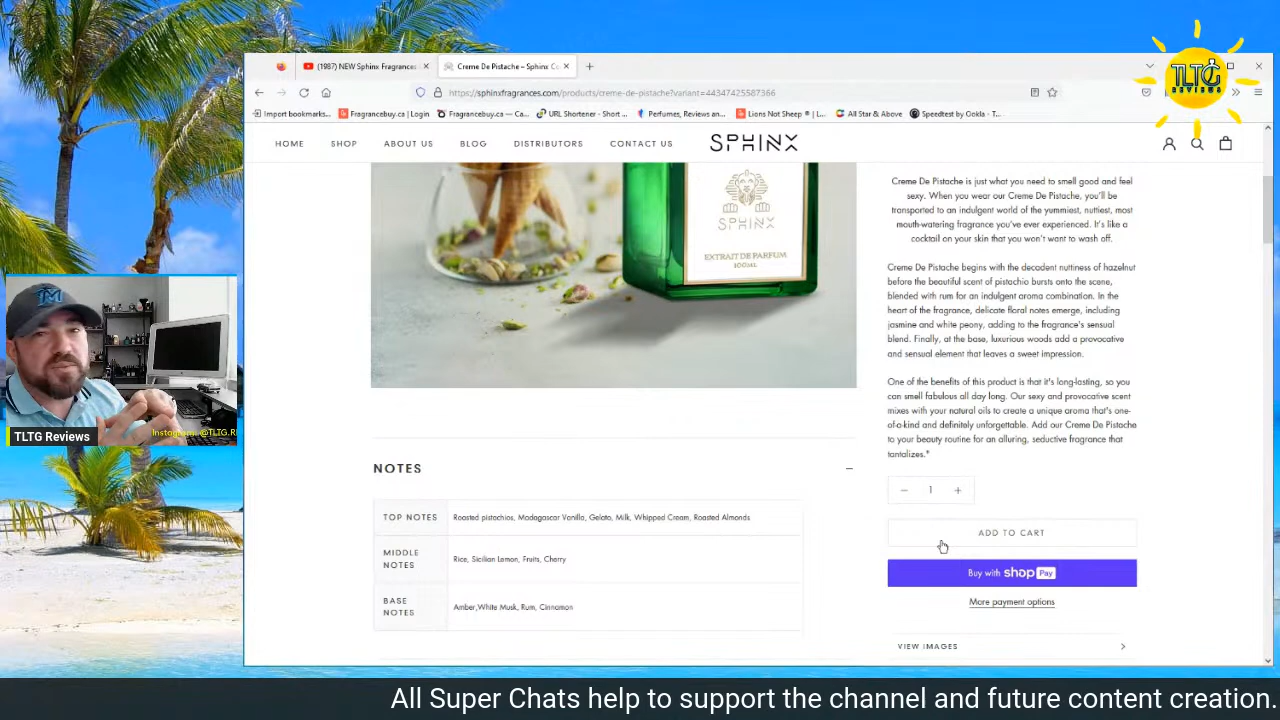 TLTG
REVIEWS
(1987) NEW Sphinx Fragrances
Creme De Pistache – Sphinx Co
https://sphinxfragrances.com/products/creme-de-pistache?variant=44347425587366
Import bookmarks...
Fragrancebuy.ca | Login
Fragrancebuy.ca — Ca...
URL Shortener - Short ...
Perfumes, Reviews an...
Lions Not Sheep ® | L...
All Star & Above
Speedtest by Ookla - T...
HOME
SHOP
ABOUT US
BLOG
DISTRIBUTORS
CONTACT US
SPHINX
SPHINX
EXTRAIT DE PARFUM
100ML
Creme De Pistache is just what you need to smell good and feel
sexy. When you wear our Creme De Pistache, you'll be
transported to an indulgent world of the yummiest, nuttiest, most
mouth-watering fragrance you've ever experienced. It's like a
cocktail on your skin that you won't want to wash off.
Creme De Pistache begins with the decadent nuttiness of hazelnut
before the beautiful scent of pistachio bursts onto the scene,
blended with rum for an indulgent aroma combination. In the
heart of the fragrance, delicate floral notes emerge, including
jasmine and white peony, adding to the fragrance's sensual
blend. Finally, at the base, luxurious woods add a provocative
and sensual element that leaves a sweet impression.
One of the benefits of this product is that it's long-lasting, so you
can smell fabulous all day long. Our sexy and provocative scent
mixes with your natural oils to create a unique aroma that's one-
of-a-kind and definitely unforgettable. Add our Creme De Pistache
to your beauty routine for an alluring, seductive fragrance that
tantalizes.*
1
ADD TO CART
Buy with shop Pay
More payment options
VIEW IMAGES
NOTES
TOP NOTES
Roasted pistachios, Madagascar Vanilla, Gelato, Milk, Whipped Cream, Roasted Almonds
MIDDLE
NOTES
Rice, Sicilian Lemon, Fruits, Cherry
BASE
NOTES
Amber,White Musk, Rum, Cinnamon
TLTG Reviews
Instagram: @TLTG.R
All Super Chats help to support the channel and future content creation.